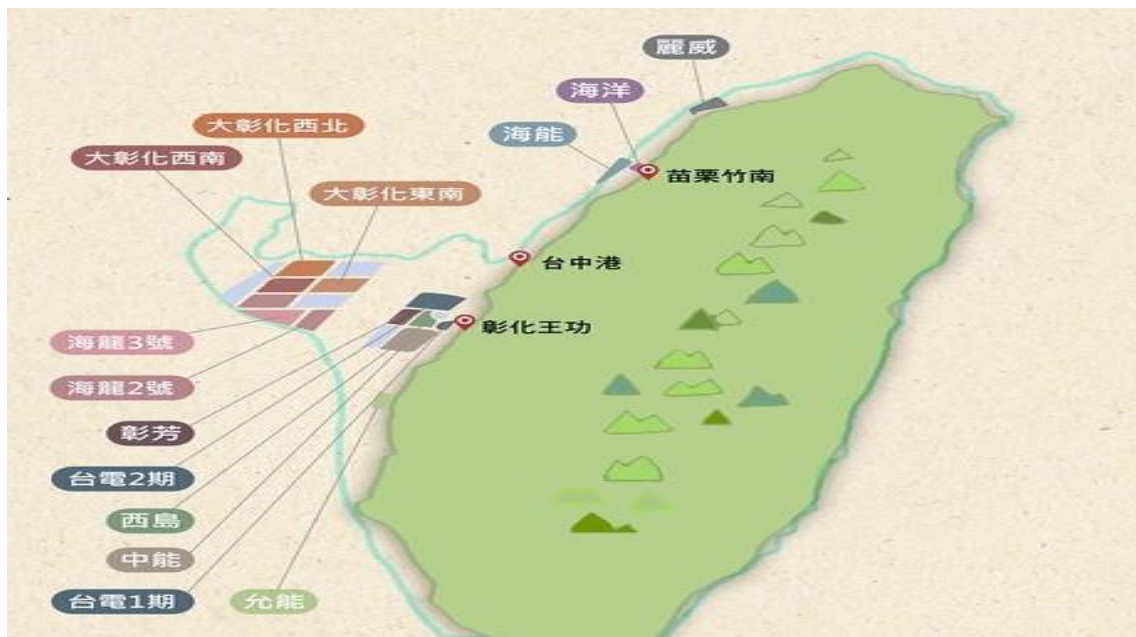 麗威
海洋
大彰化西北
海能
大彰化西南
苗栗竹南
大彰化東南
台中港
彰化王功
海龍3號
海龍2號
彰芳
台電2期
西島
中能
台電1期
允能